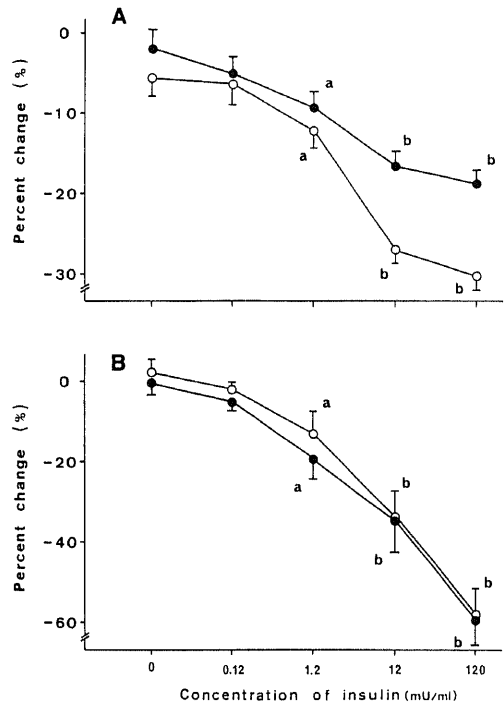 A
Percent change (%)
0
-10
-20
-30
a
a
b
b
b
b
B
Percent change (%)
0
-20
-40
-60
a
a
b
b
b
b
0 0.12 1.2 12 120
Concentration of insulin (mU/ml)